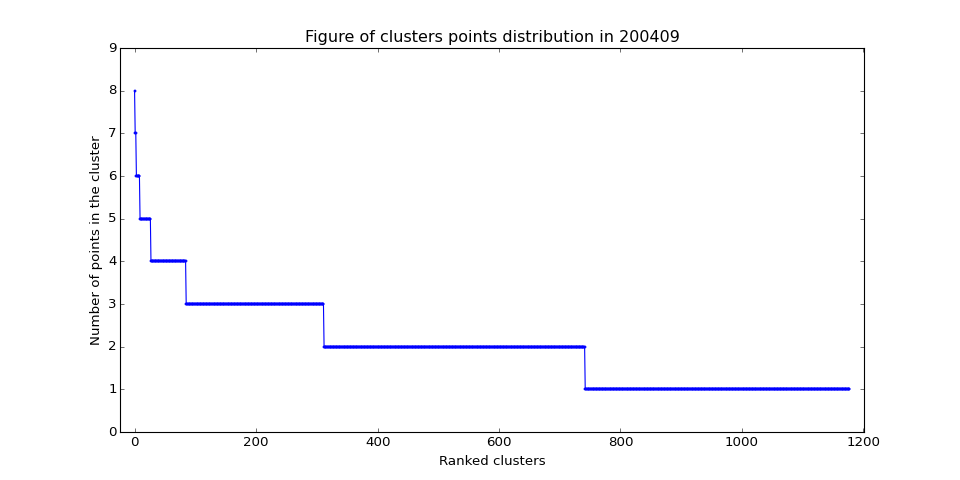 Figure of clusters points distribution in 200409
9
8
7
6
5
4
3
2
1
0
Number of points in the cluster
0 200 400 600 800 1000 1200
Ranked clusters